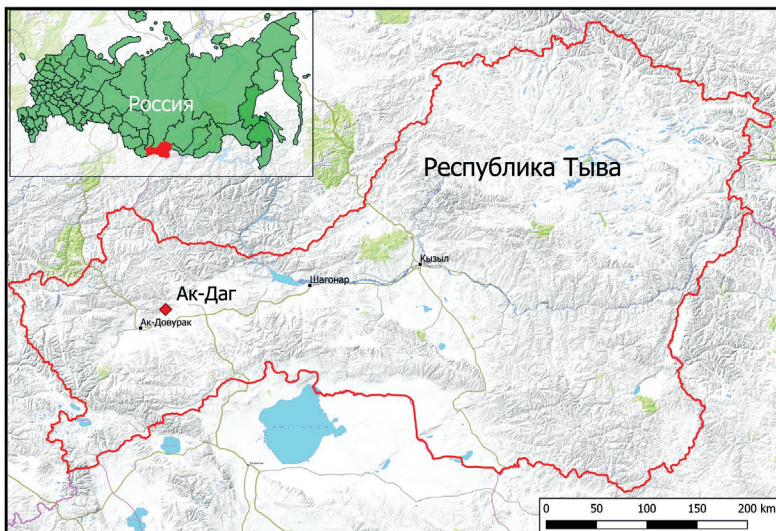 Россия
Республика Тыва
Кызыл
Шагонар
Ак-Даг
Ак-Довурак
0 50 100 150 200 km